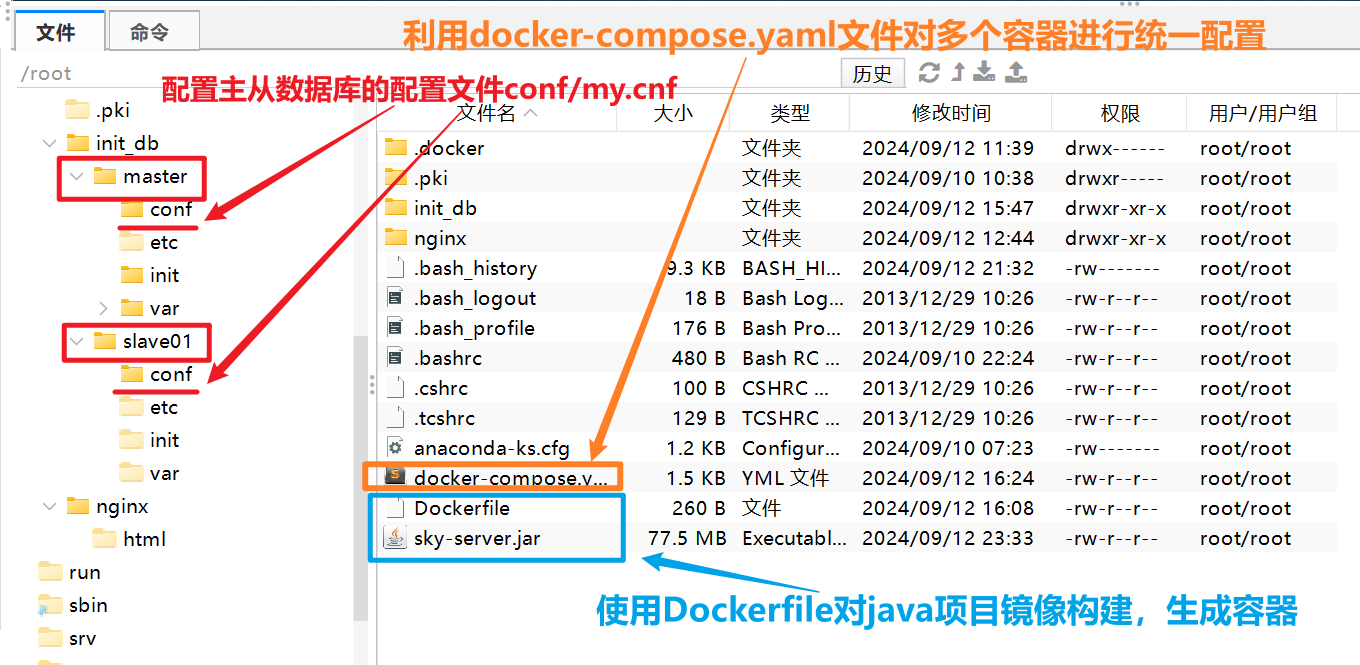 文件 命令
利用docker-compose.yaml文件对多个容器进行统一配置
/root
历史
配置主从数据库的配置文件conf/my.cnf
文件名 大小 类型 修改时间 权限 用户/用户组
.pki
init_db
master
conf
etc
init
var
slave01
conf
etc
init
var
nginx
html
run
sbin
srv
.docker 文件夹 2024/09/12 11:39 drwx------ root/root
.pki 文件夹 2024/09/10 10:38 drwxr----- root/root
init_db 文件夹 2024/09/12 15:47 drwxr-xr-x root/root
nginx 文件夹 2024/09/12 12:44 drwxr-xr-x root/root
.bash_history 9.3 KB BASH_HI... 2024/09/12 21:32 -rw------- root/root
.bash_logout 18 B Bash Log... 2013/12/29 10:26 -rw-r--r-- root/root
.bash_profile 176 B Bash Pro... 2013/12/29 10:26 -rw-r--r-- root/root
.bashrc 480 B Bash RC ... 2024/09/10 22:24 -rw-r--r-- root/root
.cshrc 100 B CSHRC ... 2013/12/29 10:26 -rw-r--r-- root/root
.tcshrc 129 B TCSHRC ... 2013/12/29 10:26 -rw-r--r-- root/root
anaconda-ks.cfg 1.2 KB Configur... 2024/09/10 07:23 -rw------- root/root
docker-compose.y... 1.5 KB YML 文件 2024/09/12 16:24 -rw-r--r-- root/root
Dockerfile 260 B 文件 2024/09/12 16:08 -rw-r--r-- root/root
sky-server.jar 77.5 MB Executabl... 2024/09/12 23:33 -rw-r--r-- root/root
使用Dockerfile对java项目镜像构建，生成容器